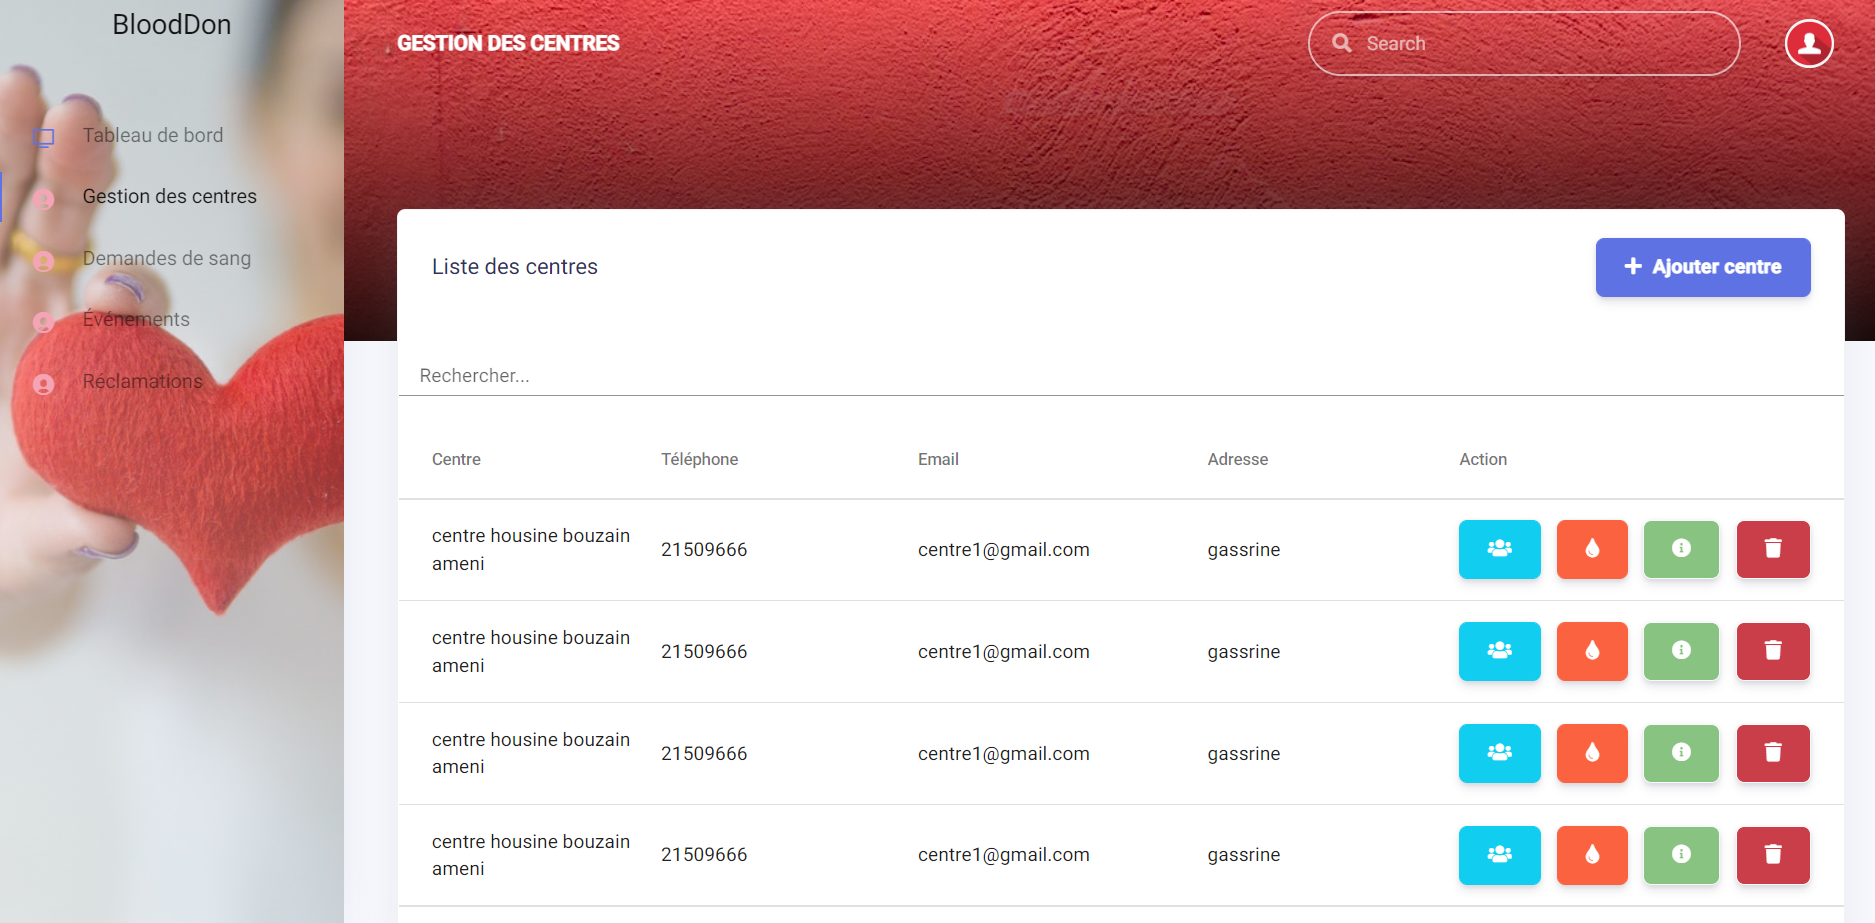 BloodDon
Tableau de bord
Gestion des centres
Demandes de sang
Événements
Réclamations
GESTION DES CENTRES
Search
Liste des centres
Ajouter centre
Rechercher...
Centre Téléphone Email Adresse Action
centre housine bouzain
ameni
21509666 centre1@gmail.com gassrine
centre housine bouzain
ameni
21509666 centre1@gmail.com gassrine
centre housine bouzain
ameni
21509666 centre1@gmail.com gassrine
centre housine bouzain
ameni
21509666 centre1@gmail.com gassrine